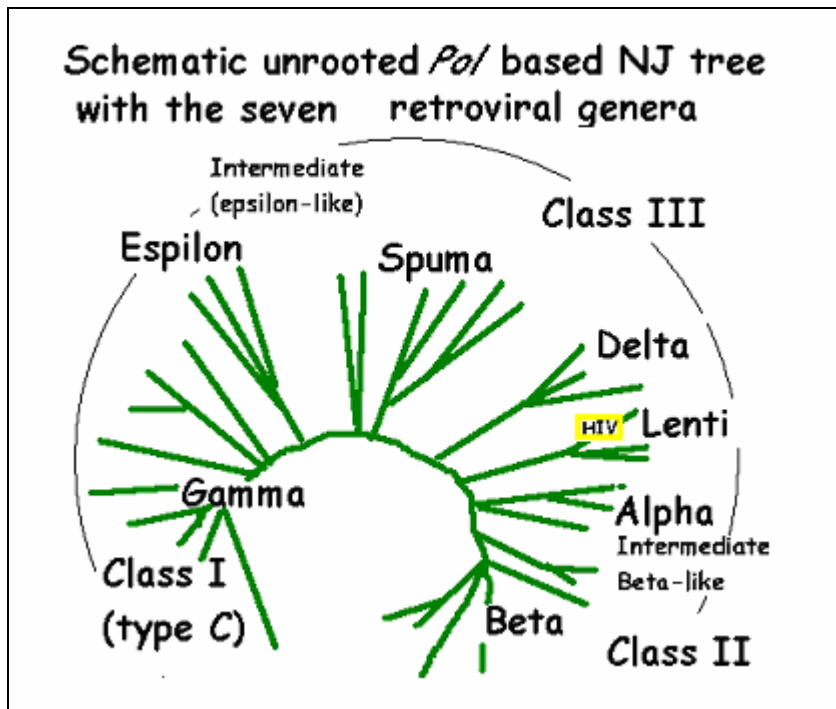 Schematic unrooted Pol based NJ tree
with the seven retroviral genera
Intermediate
(epsilon-like)
Class III
Espilon
Spuma
Delta
HIV
Lenti
Gamma
Alpha
Intermediate
Beta-like
Class I
(type C)
Beta
Class II